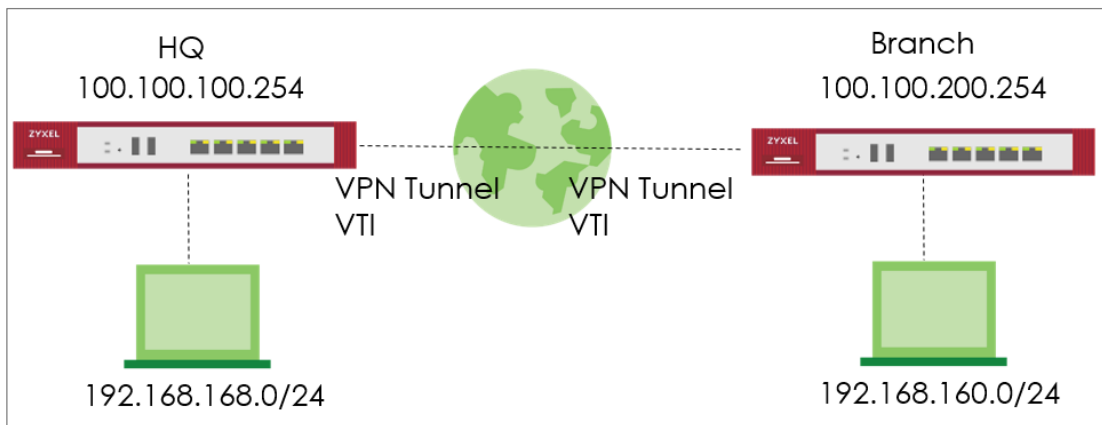 HQ
100.100.100.254
Branch
100.100.200.254
ZYXEL
ZYXEL
VPN Tunnel
VTI
VPN Tunnel
VTI
192.168.168.0/24
192.168.160.0/24